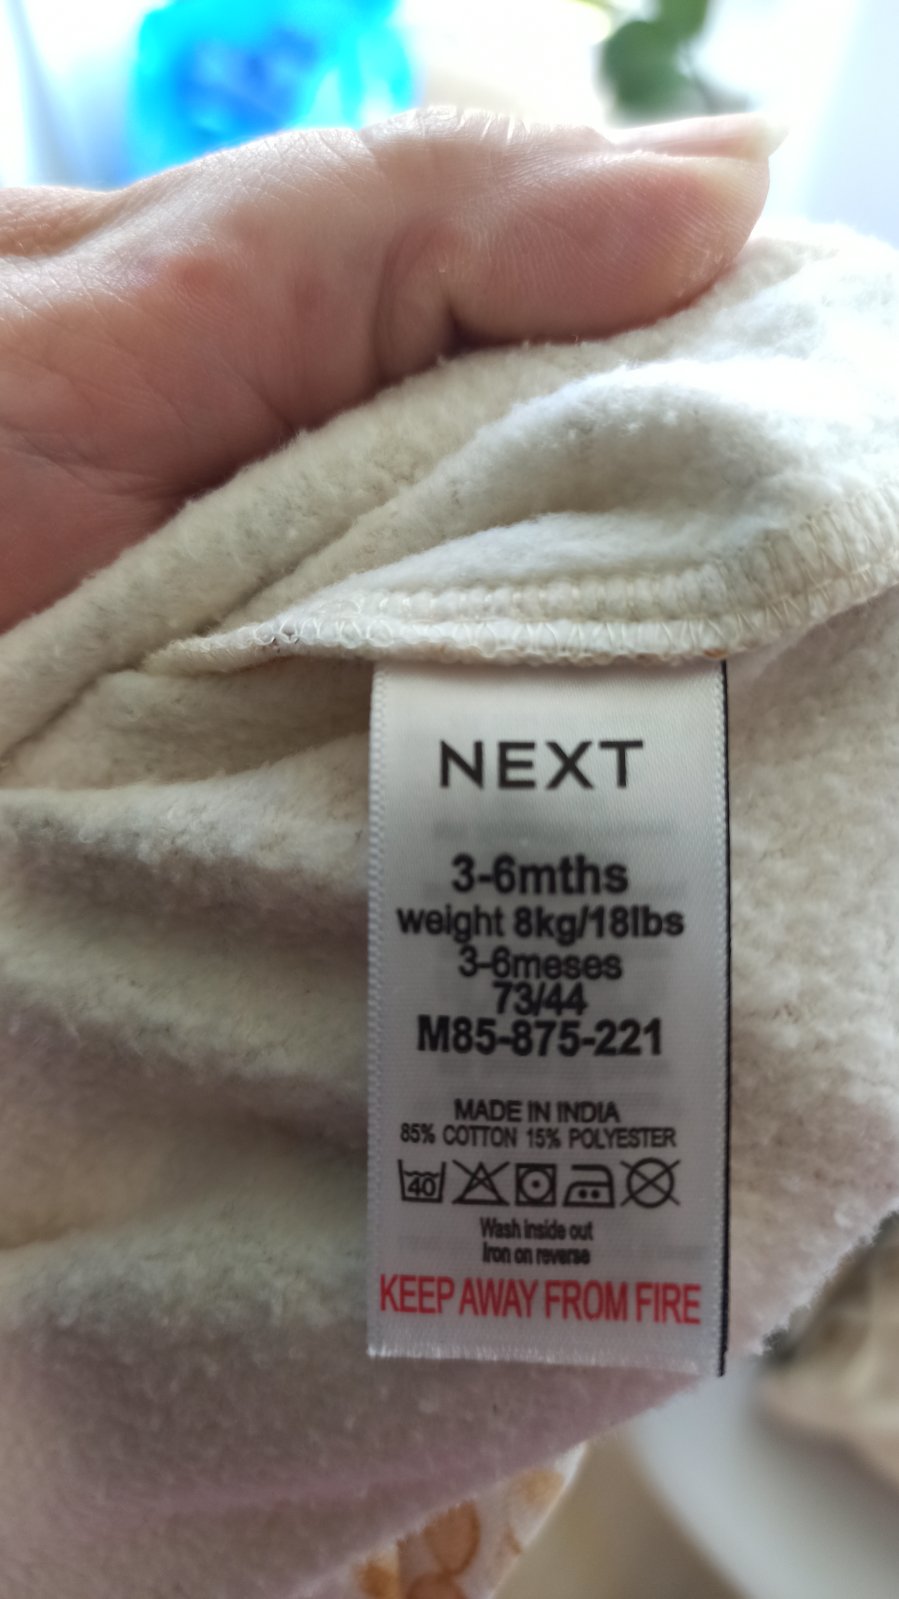 NEXT
3-6mths
weight 8kg/18lbs
3-6meses
73/44
M85-875-221
MADE IN INDIA
85% COTTON 15% POLYESTER
40
Wash inside out
Iron on reverse
KEEP AWAY FROM FIRE